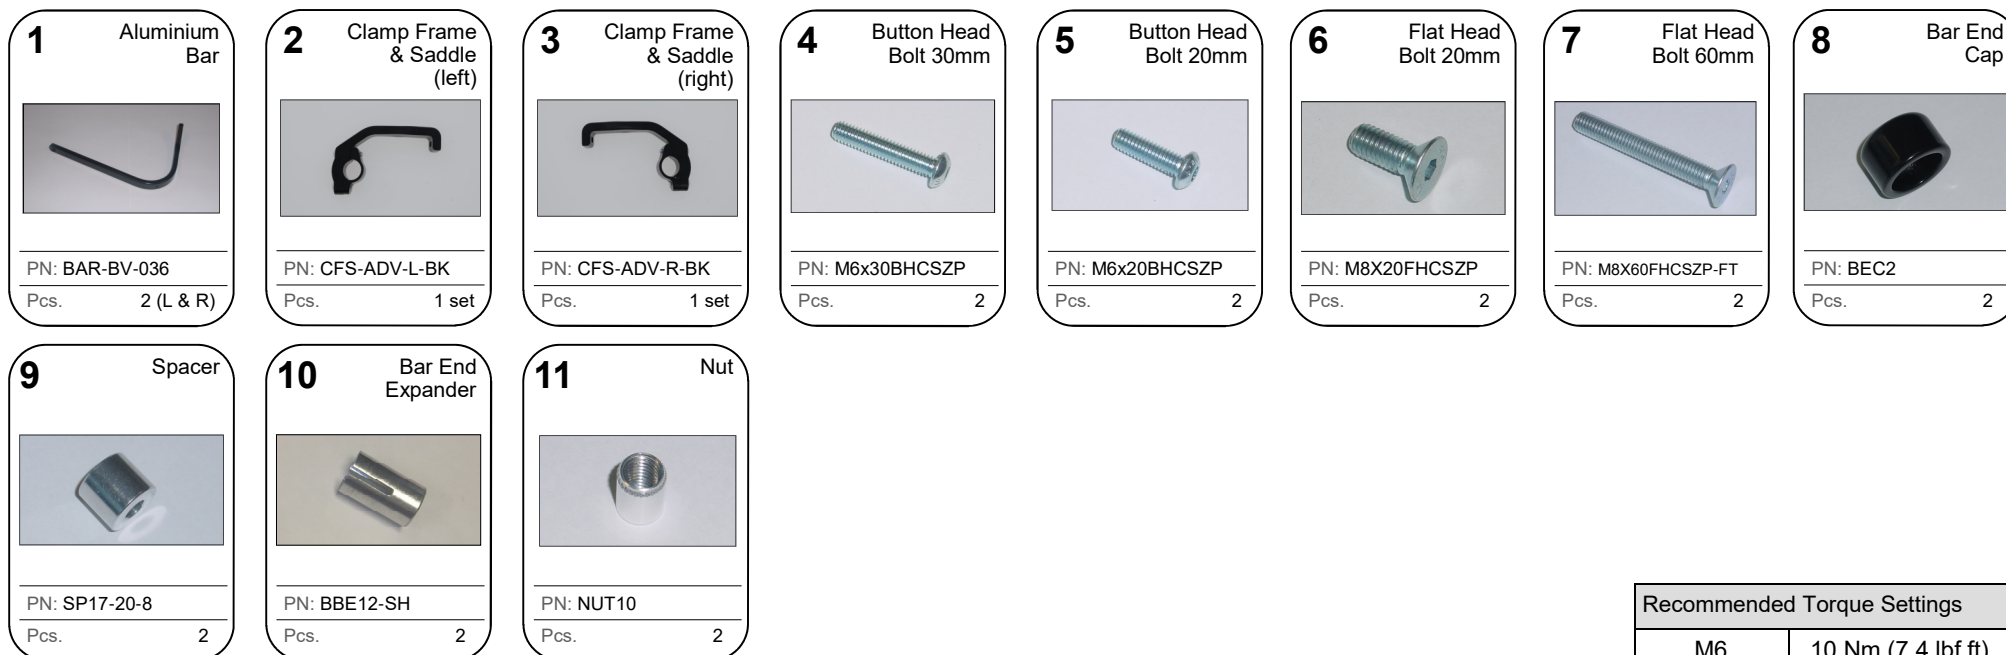 1
Aluminium
Bar
PN: BAR-BV-036
Pcs. 2 (L & R)
2
Clamp Frame
& Saddle
(left)
PN: CFS-ADV-L-BK
Pcs. 1 set
3
Clamp Frame
& Saddle
(right)
PN: CFS-ADV-R-BK
Pcs. 1 set
4
Button Head
Bolt 30mm
PN: M6x30BHCSZP
Pcs. 2
5
Button Head
Bolt 20mm
PN: M6x20BHCSZP
Pcs. 2
6
Flat Head
Bolt 20mm
PN: M8X20FHCSZP
Pcs. 2
7
Flat Head
Bolt 60mm
PN: M8X60FHCSZP-FT
Pcs. 2
8
Bar End
Cap
PN: BEC2
Pcs. 2
9
Spacer
PN: SP17-20-8
Pcs. 2
10
Bar End
Expander
PN: BBE12-SH
Pcs. 2
11
Nut
PN: NUT10
Pcs. 2
Recommended Torque Settings
M6 10 Nm (7.4 lbf ft)